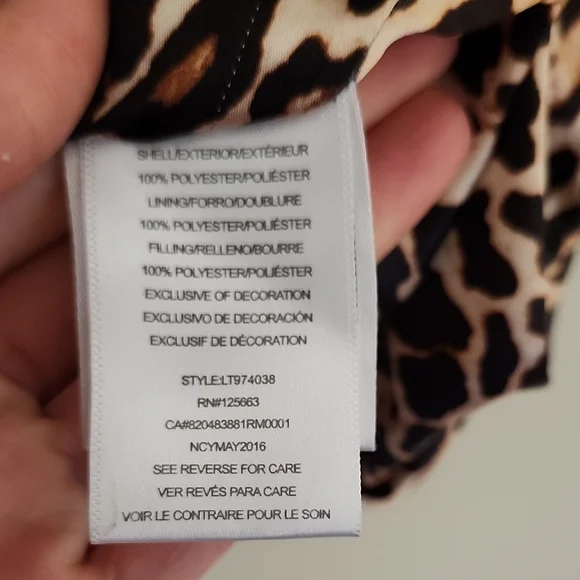 SHELL/EXTERIOR/EXTÉRIEUR
100% POLYESTER/POLIÉSTER
LINING/FORRO/DOUBLURE
100% POLYESTER/POLIÉSTER
FILLING/RELLENO/BOURRE
100% POLYESTER/POLIÉSTER
EXCLUSIVE OF DECORATION
EXCLUSIVO DE DECORACIÓN
EXCLUSIF DE DÉCORATION
STYLE:LT974038
RN#125663
CA#820483881RM0001
NCYMAY2016
SEE REVERSE FOR CARE
VER REVÉS PARA CARE
VOIR LE CONTRAIRE POUR LE SOIN